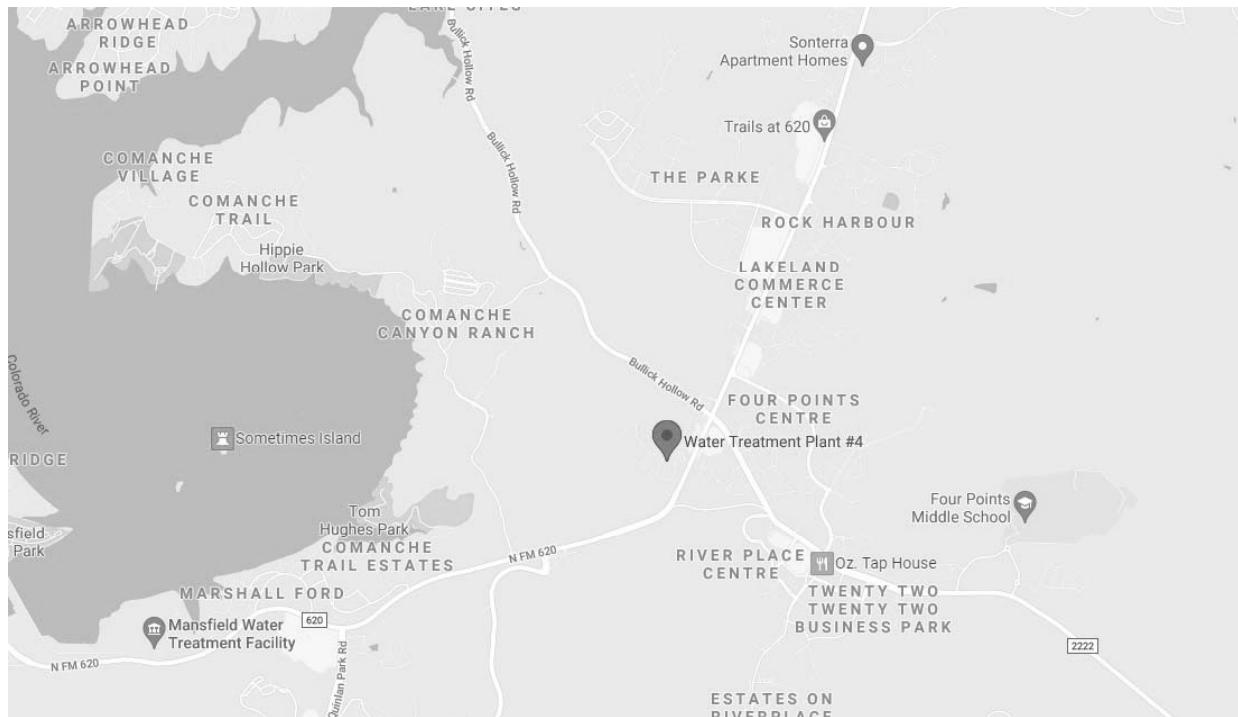 LAKE CLIFFS
ARROWHEAD
RIDGE
ARROWHEAD
POINT
Bullick Hollow Rd
Sonterra
Apartment Homes
Trails at 620
Bullick Hollow Rd
COMANCHE
VILLAGE
THE PARKE
COMANCHE
TRAIL
ROCK HARBOUR
Hippie
Hollow Park
LAKELAND
COMMERCE
CENTER
COMANCHE
CANYON RANCH
Colorado River
Bullick Hollow Rd
FOUR POINTS
CENTRE
Sometimes Island
Water Treatment Plant #4
RIDGE
Four Points
Middle School
Tom
Hughes Park
sfield
Park
COMANCHE
TRAIL ESTATES
N FM 620
RIVER PLACE
CENTRE
Oz. Tap House
MARSHALL FORD
TWENTY TWO
TWENTY TWO
BUSINESS PARK
620
Mansfield Water
Treatment Facility
2222
N FM 620
Quinlan Park Rd
ESTATES ON
RIVERPLACE